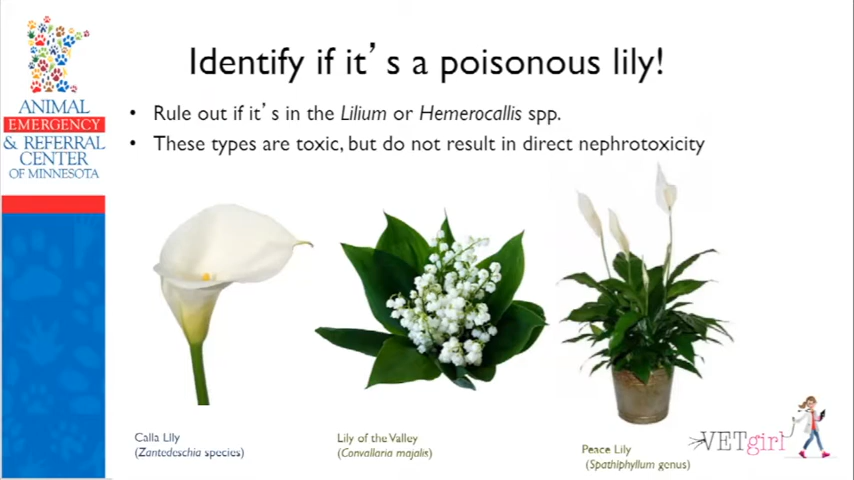 Identify if it's a poisonous lily!
ANIMAL
EMERGENCY
& REFERRAL
CENTER
OF MINNESOTA
• Rule out if it's in the Lilium or Hemerocallis spp.
• These types are toxic, but do not result in direct nephrotoxicity
Calla Lily
(Zantedeschia species)
Lily of the Valley
(Convallaria majalis)
Peace Lily
(Spathiphyllum genus)
VETgirl